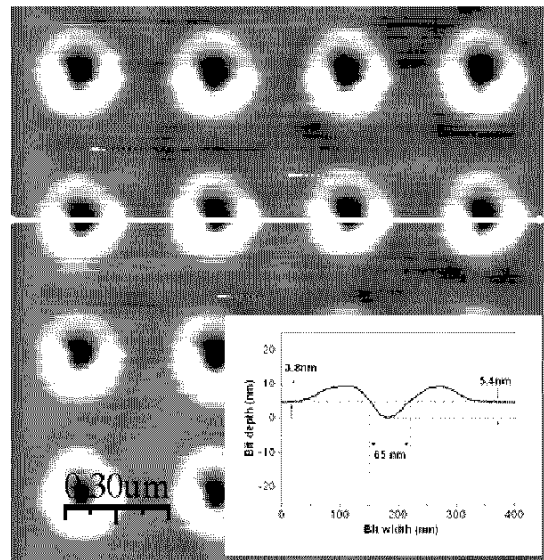 20
10
0
-10
-20
Bit depth (nm)
3.8nm
5.4nm
65 nm
0 100 200 300 400
Bit width (nm)
0.30um